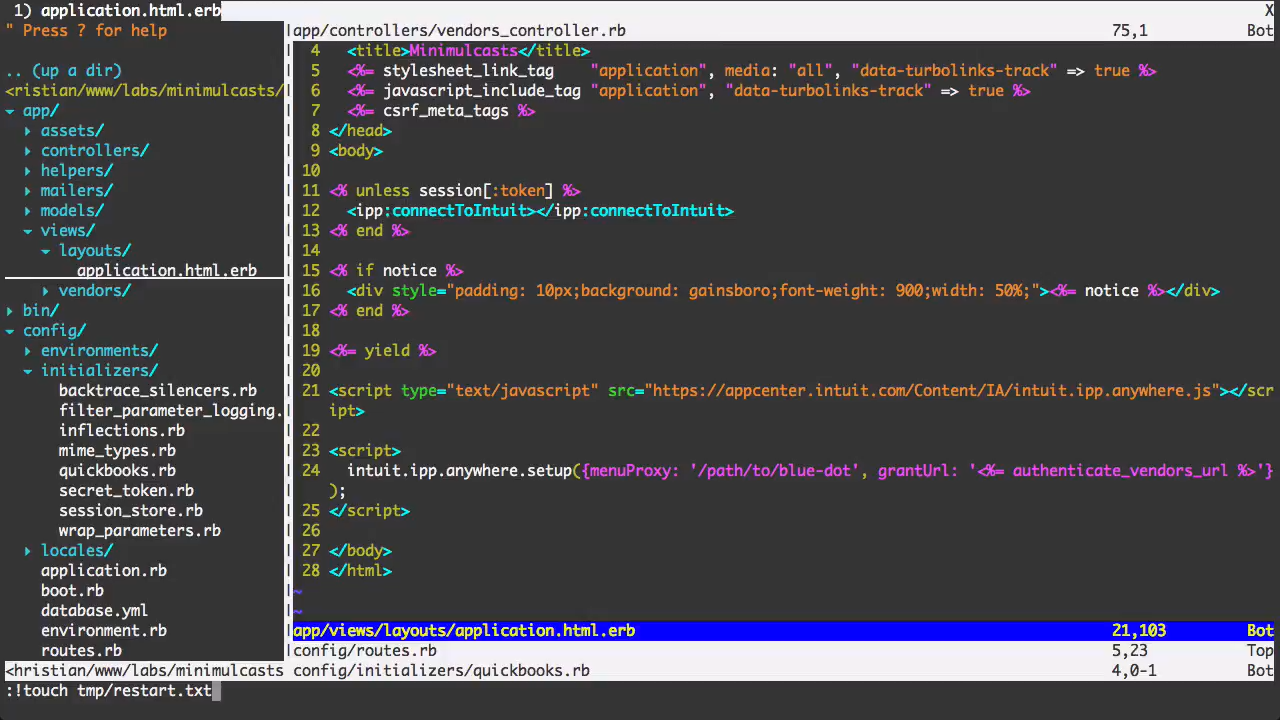 1) application.html.erb X
" Press ? for help
.. (up a dir)
<ristian/www/labs/minimulcasts/
▾ app/
▸ assets/
▸ controllers/
▸ helpers/
▸ mailers/
▸ models/
▾ views/
▾ layouts/
application.html.erb
▸ vendors/
▸ bin/
▾ config/
▸ environments/
▾ initializers/
backtrace_silencers.rb
filter_parameter_logging.
inflections.rb
mime_types.rb
quickbooks.rb
secret_token.rb
session_store.rb
wrap_parameters.rb
▸ locales/
application.rb
boot.rb
database.yml
environment.rb
routes.rb
<hristian/www/labs/minimulcasts
app/controllers/vendors_controller.rb 75,1 Bot
4 <title>Minimulcasts</title>
5 <%= stylesheet_link_tag "application", media: "all", "data-turbolinks-track" => true %>
6 <%= javascript_include_tag "application", "data-turbolinks-track" => true %>
7 <%= csrf_meta_tags %>
8 </head>
9 <body>
10
11 <% unless session[:token] %>
12 <ipp:connectToIntuit></ipp:connectToIntuit>
13 <% end %>
14
15 <% if notice %>
16 <div style="padding: 10px;background: gainsboro;font-weight: 900;width: 50%;"><%= notice %></div>
17 <% end %>
18
19 <%= yield %>
20
21 <script type="text/javascript" src="https://appcenter.intuit.com/Content/IA/intuit.ipp.anywhere.js"></scr
ipt>
22
23 <script>
24 intuit.ipp.anywhere.setup({menuProxy: '/path/to/blue-dot', grantUrl: '<%= authenticate_vendors_url %>'}
);
25 </script>
26
27 </body>
28 </html>
~
~
app/views/layouts/application.html.erb 21,103 Bot
config/routes.rb 5,23 Top
config/initializers/quickbooks.rb 4,0-1 Bot
:!touch tmp/restart.txt